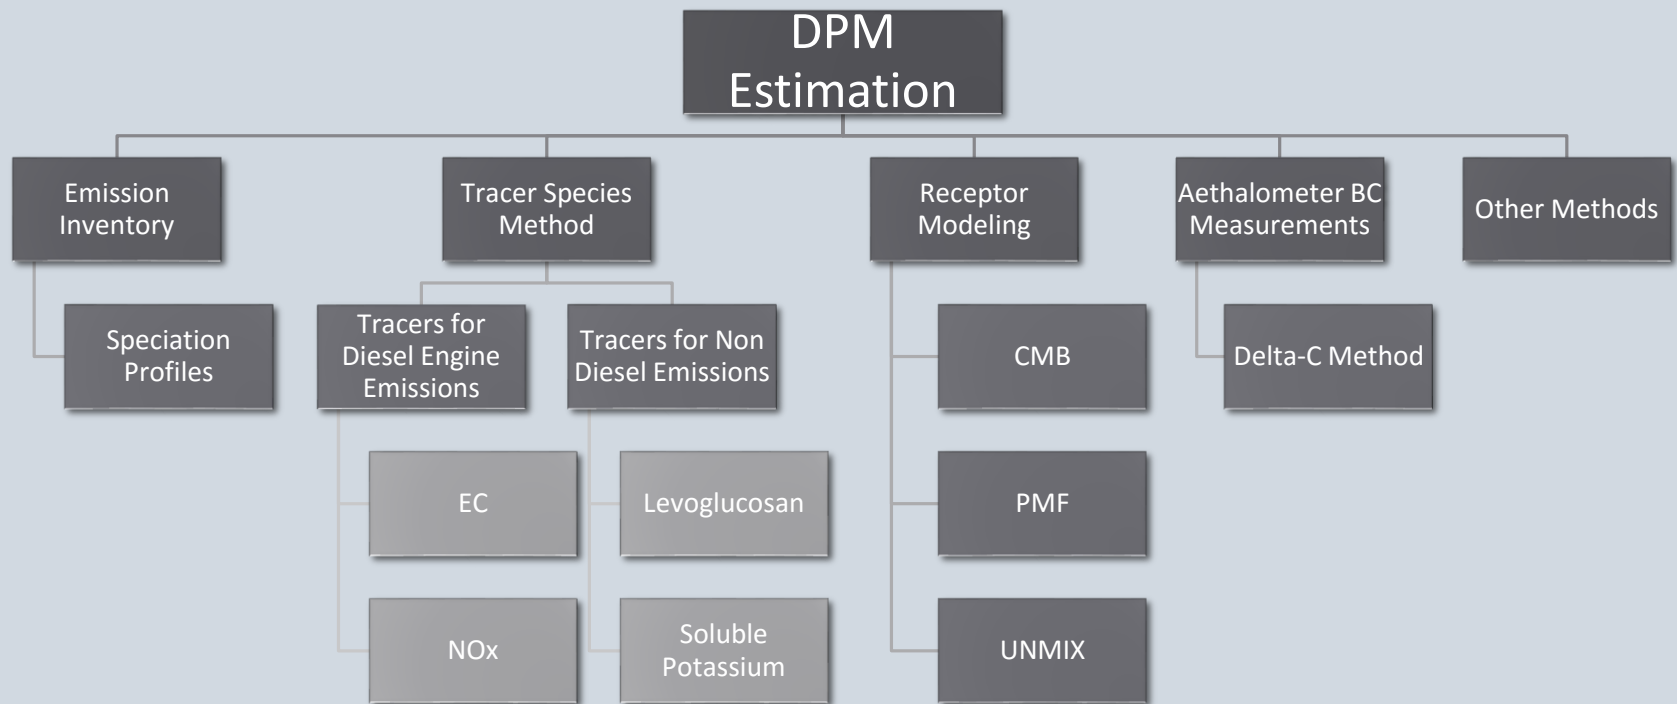 DPM
Estimation
Emission
Inventory
Tracer Species
Method
Receptor
Modeling
Aethalometer BC
Measurements
Other Methods
Speciation
Profiles
Tracers for
Diesel Engine
Emissions
Tracers for Non
Diesel Emissions
CMB
Delta-C Method
EC
Levoglucosan
PMF
NOx
Soluble
Potassium
UNMIX